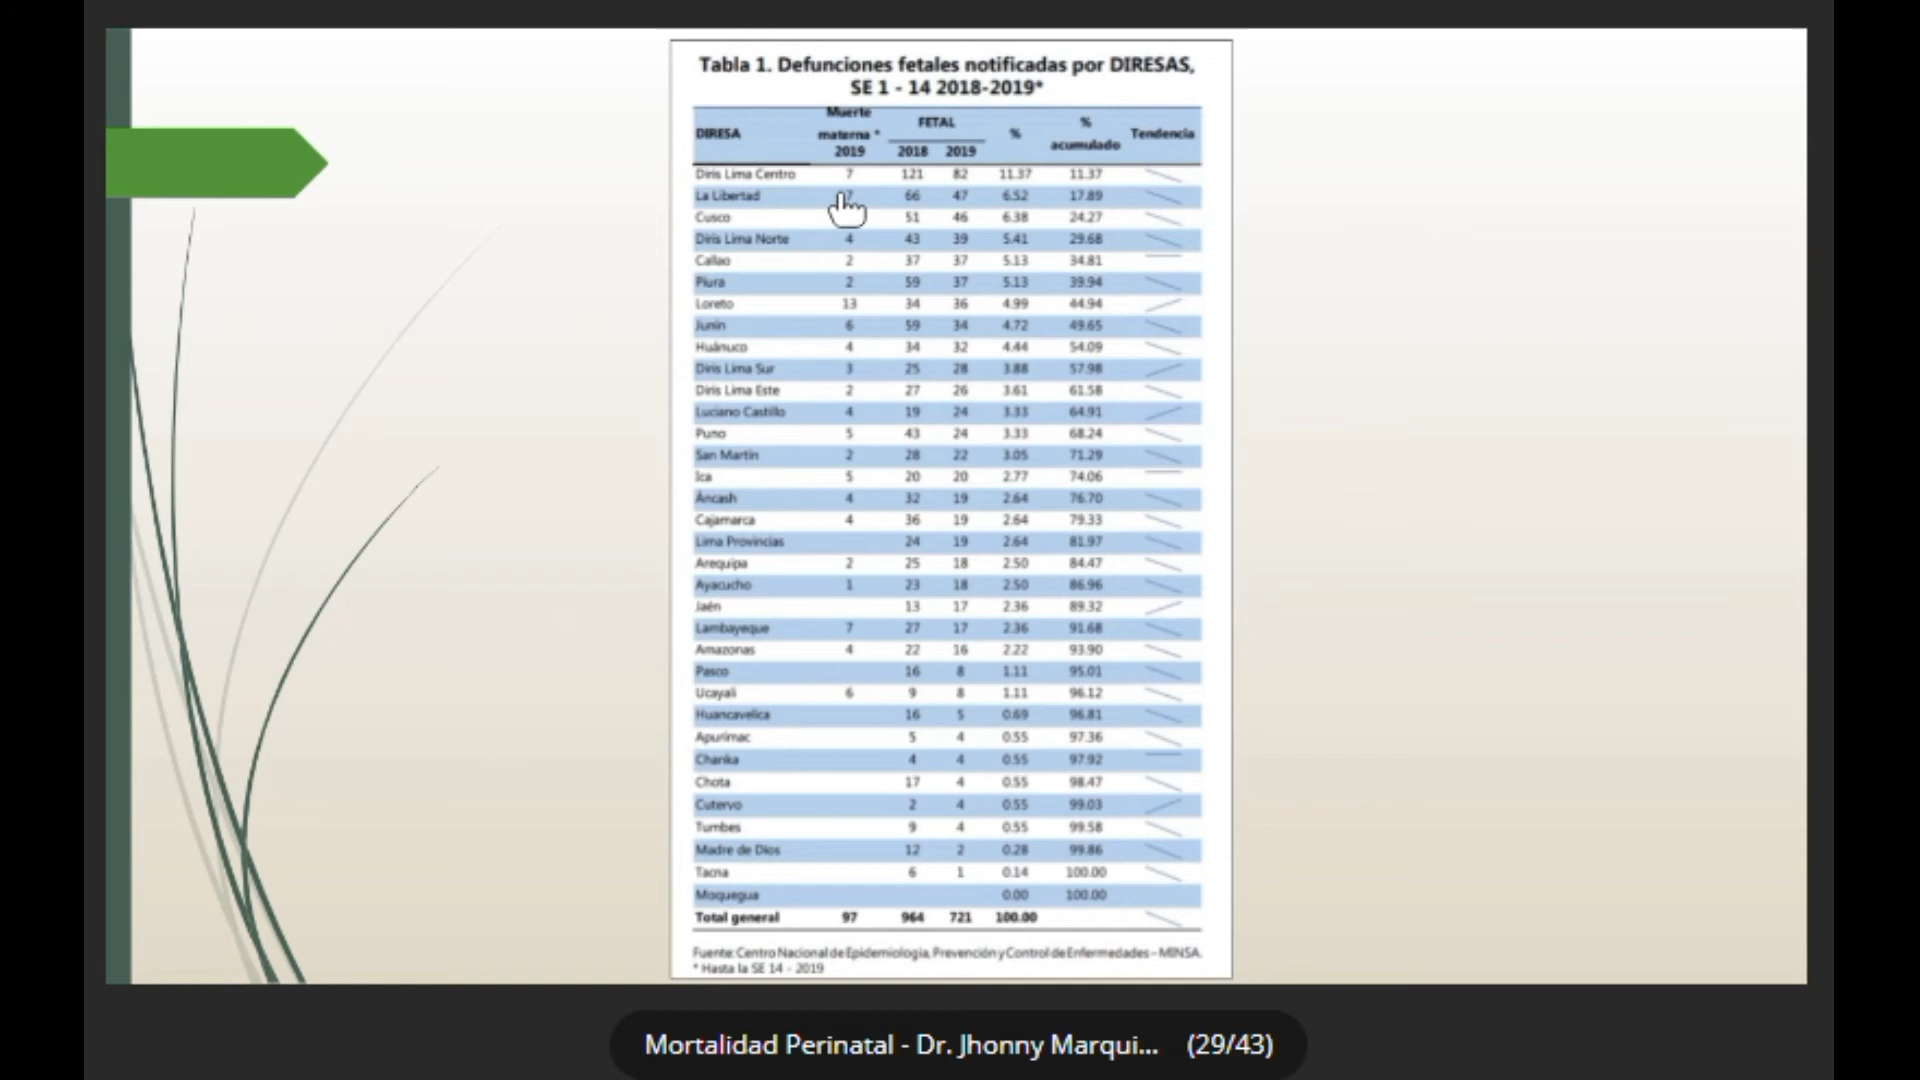 Tabla 1. Defunciones fetales notificadas por DIRESAS,
SE 1 - 14 2018-2019*
DIRESA Muerte materna * 2019 FETAL 2018 2019 % % acumulado Tendencia
Diris Lima Centro 7 121 82 11.37 11.37
La Libertad 7 66 47 6.52 17.89
Cusco 51 46 6.38 24.27
Diris Lima Norte 4 43 39 5.41 29.68
Callao 2 37 37 5.13 34.81
Piura 2 59 37 5.13 39.94
Loreto 13 34 36 4.99 44.94
Junin 6 59 34 4.72 49.65
Huánuco 4 34 32 4.44 54.09
Diris Lima Sur 3 25 28 3.88 57.98
Diris Lima Este 2 27 26 3.61 61.58
Luciano Castillo 4 19 24 3.33 64.91
Puno 5 43 24 3.33 68.24
San Martin 2 28 22 3.05 71.29
Ica 5 20 20 2.77 74.06
Áncash 4 32 19 2.64 76.70
Cajamarca 4 36 19 2.64 79.33
Lima Provincias 24 19 2.64 81.97
Arequipa 2 25 18 2.50 84.47
Ayacucho 1 23 18 2.50 86.96
Jaén 13 17 2.36 89.32
Lambayeque 7 27 17 2.36 91.68
Amazonas 4 22 16 2.22 93.90
Pasco 16 8 1.11 95.01
Ucayali 6 9 8 1.11 96.12
Huancavelica 16 5 0.69 96.81
Apurimac 5 4 0.55 97.36
Chanka 4 4 0.55 97.92
Chota 17 4 0.55 98.47
Cutervo 2 4 0.55 99.03
Tumbes 9 4 0.55 99.58
Madre de Dios 12 2 0.28 99.86
Tacna 6 1 0.14 100.00
Moquegua 0.00 100.00
Total general 97 964 721 100.00
Fuente: Centro Nacional de Epidemiologia, Prevención y Control de Enfermedades – MINSA.
* Hasta la SE 14 - 2019
Mortalidad Perinatal - Dr. Jhonny Marqui... (29/43)